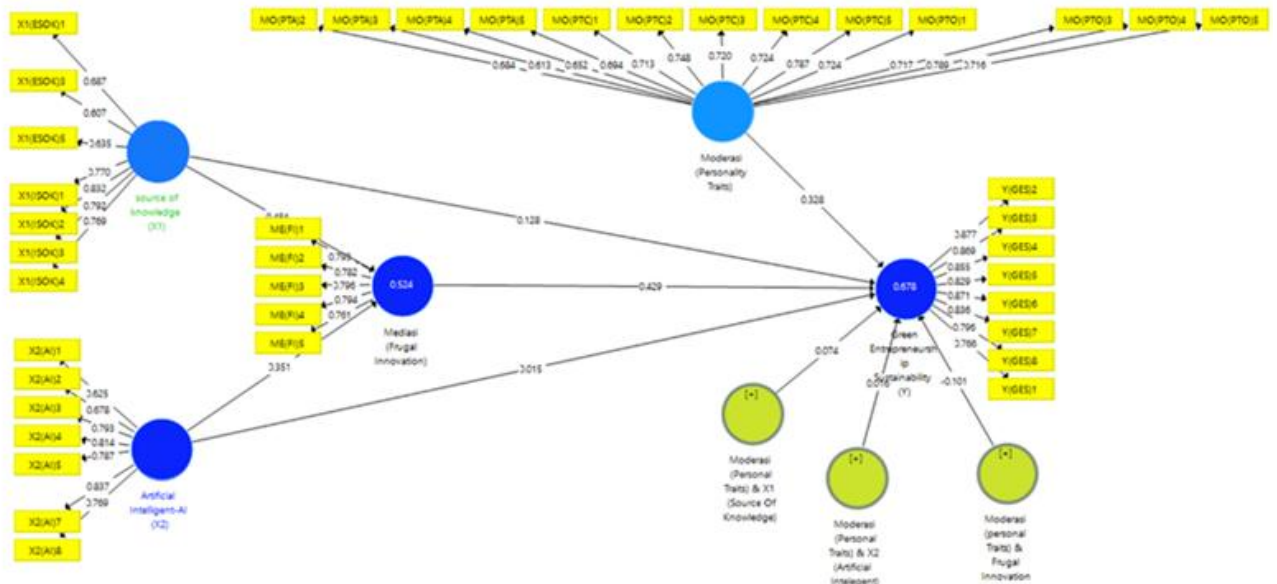 X1(ESOK)1
X1(ESOK)3
X1(ESOK)5
X1(ISOK)1
X1(ISOK)2
X1(ISOK)3
X1(ISOK)4
0.687
0.607
0.635
0.770
0.832
0.792
0.769
source of
knowledge
(X1)
MO(PTA)2
MO(PTA)3
MO(PTA)4
MO(PTA)5
MO(PTC)1
MO(PTC)2
MO(PTC)3
MO(PTC)4
MO(PTC)5
MO(PTO)1
MO(PTO)3
MO(PTO)4
MO(PTO)5
0.684
0.613
0.652
0.694
0.713
0.748
0.720
0.724
0.787
0.724
0.717
0.789
0.716
Moderasi
(Personality
Traits)
0.328
0.128
ME(FI)1
ME(FI)2
ME(FI)3
ME(FI)4
ME(FI)5
0.782
0.796
0.794
0.761
0.524
Mediasi
(Frugal
Innovation)
0.429
0.351
0.015
X2(AI)1
X2(AI)2
X2(AI)3
X2(AI)4
X2(AI)5
X2(AI)7
X2(AI)8
0.625
0.678
0.793
0.814
0.787
0.837
0.769
Artificial
Intelligent-AI
(X2)
0.678
Green
Entrepreneursh
ip
Sustainability
(Y)
Y(GES)2
Y(GES)3
Y(GES)4
Y(GES)5
Y(GES)6
Y(GES)7
Y(GES)8
Y(GES)1
0.877
0.869
0.855
0.829
0.871
0.836
0.796
0.766
0.074
0.016
-0.101
[+]
Moderasi
(Personal
Traits) & X1
(Source Of
Knowledge)
[+]
Moderasi
(Personal
Traits) & X2
(Artificial
Intelegent)
[+]
Moderasi
(personal
Traits) &
Frugal
Innovation